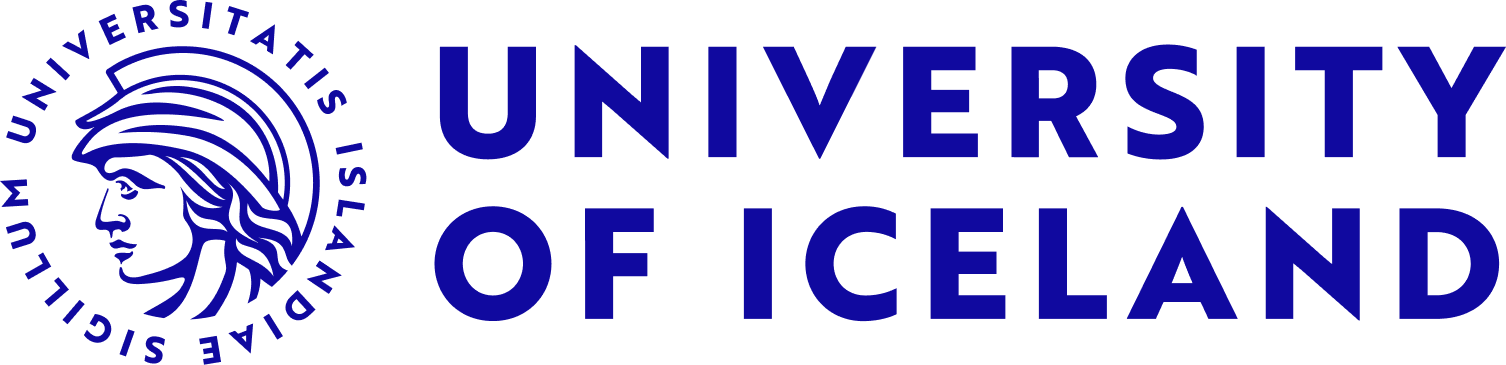 SIGILLUM UNIVERSITATIS ISLANDIAE
UNIVERSITY
OF ICELAND